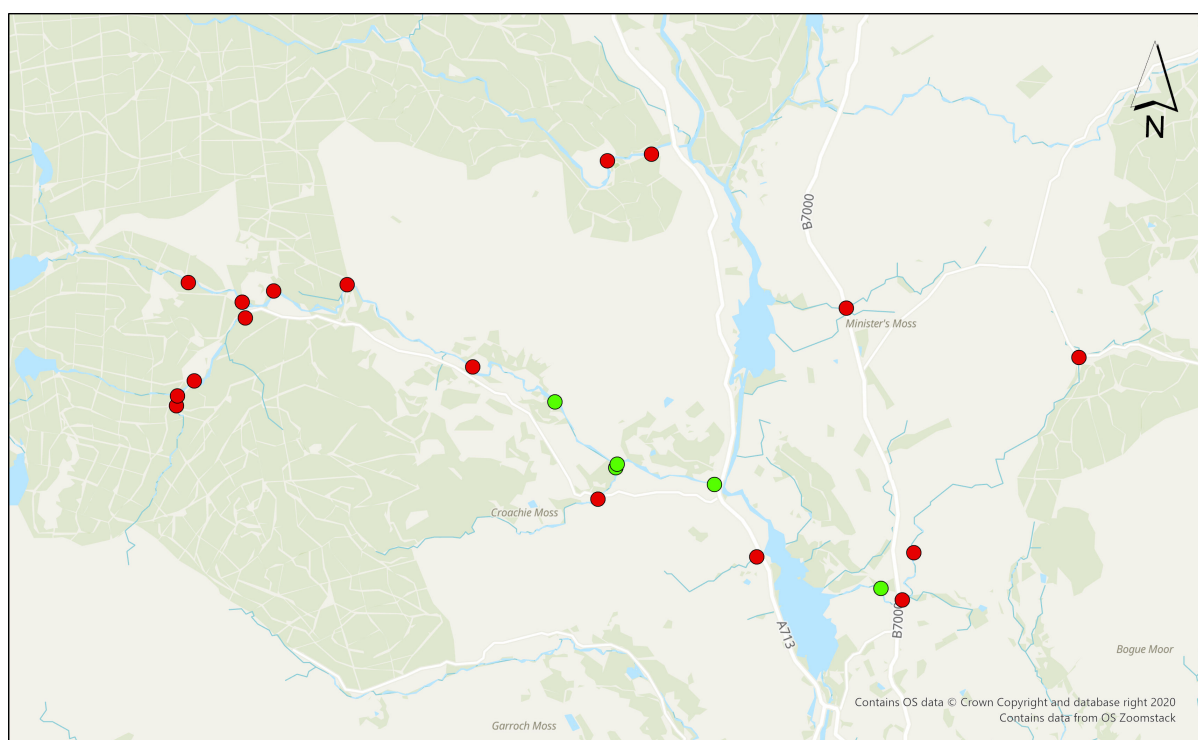 N
B7000
Minister's Moss
Croachie Moss
A713
B7000
Bogue Moor
Garroch Moss
Contains OS data © Crown Copyright and database right 2020
Contains data from OS Zoomstack